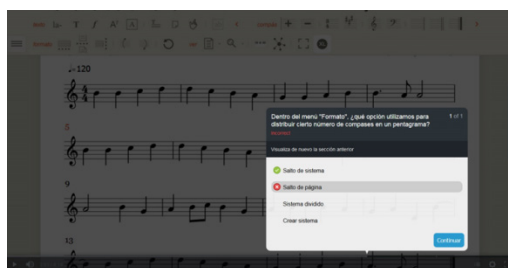 ♩=120
5
9
13
Dentro del menú "Formato", ¿qué opción utilizamos para
1 of 1
distribuir cierto número de compases en un pentagrama?
Visualiza de nuevo la sección anterior
Salto de sistema
Salto de página
Sistema dividido
Crear sistema
Continuar